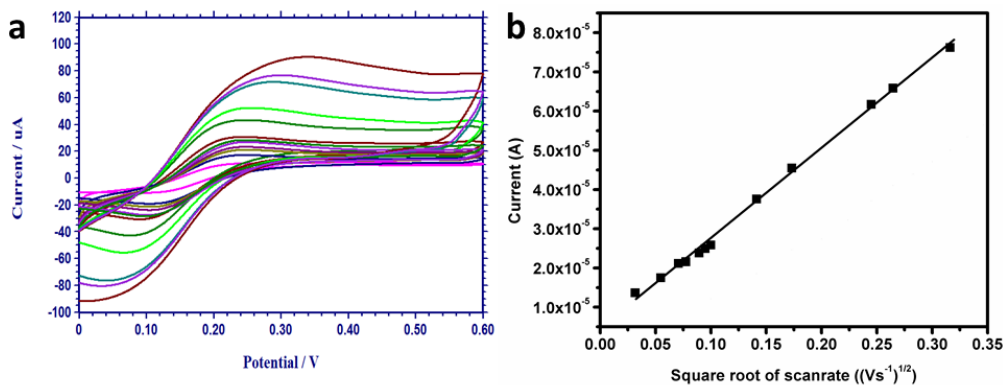 a
120
100
80
60
40
20
0
-20
-40
-60
-80
-100
Current / uA
0
0.10
0.20
0.30
0.40
0.50
0.60
Potential / V
b
8.0x10⁻⁵
7.0x10⁻⁵
6.0x10⁻⁵
5.0x10⁻⁵
4.0x10⁻⁵
3.0x10⁻⁵
2.0x10⁻⁵
1.0x10⁻⁵
Current (A)
0.00
0.05
0.10
0.15
0.20
0.25
0.30
0.35
Square root of scanrate ((Vs⁻¹)¹ᐟ²)